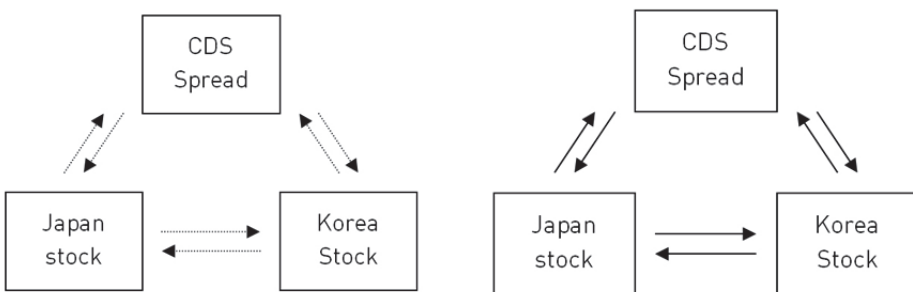 CDS
Spread
Japan
stock
Korea
Stock
CDS
Spread
Japan
stock
Korea
Stock